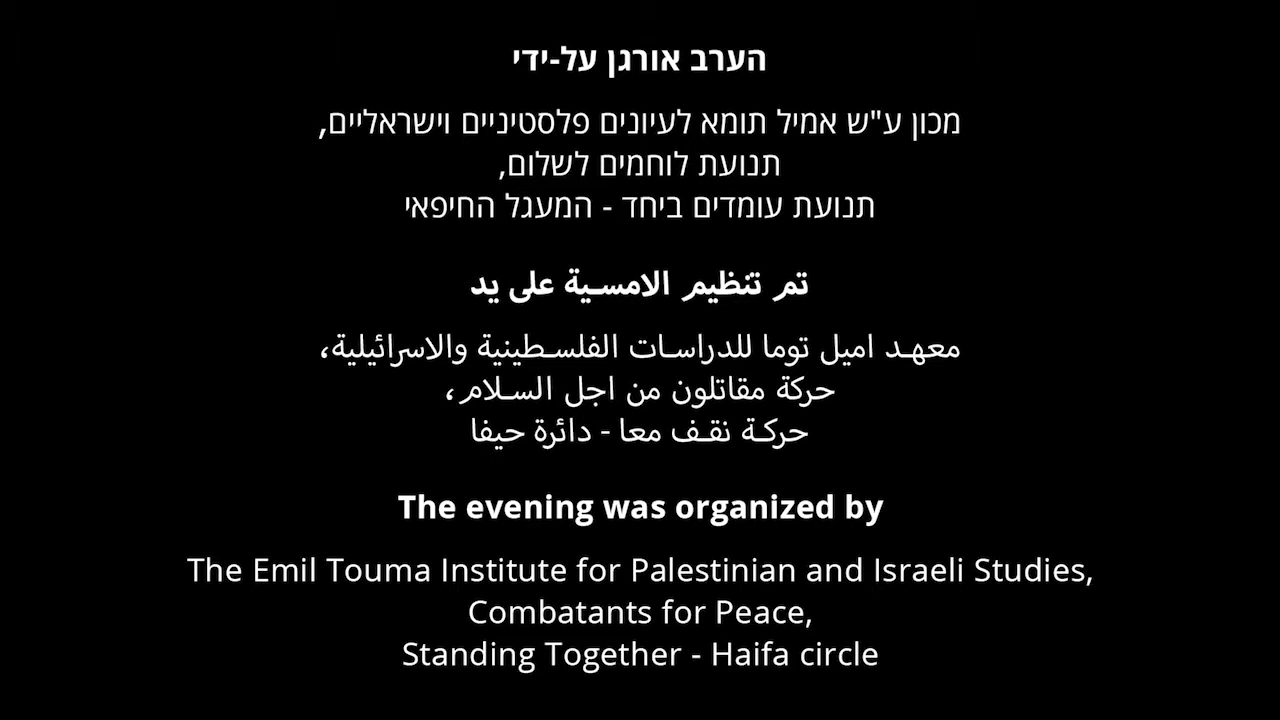 הערב אורגן על-ידי
מכון ע"ש אמיל תומא לעיונים פלסטיניים וישראליים,
תנועת לוחמים לשלום,
תנועת עומדים ביחד - המעגל החיפאי
تم تنظيم الامسية على يد
معهد اميل توما للدراسات الفلسطينية والاسرائيلية،
حركة مقاتلون من اجل السلام،
حركة نقف معا - دائرة حيفا
The evening was organized by
The Emil Touma Institute for Palestinian and Israeli Studies,
Combatants for Peace,
Standing Together - Haifa circle